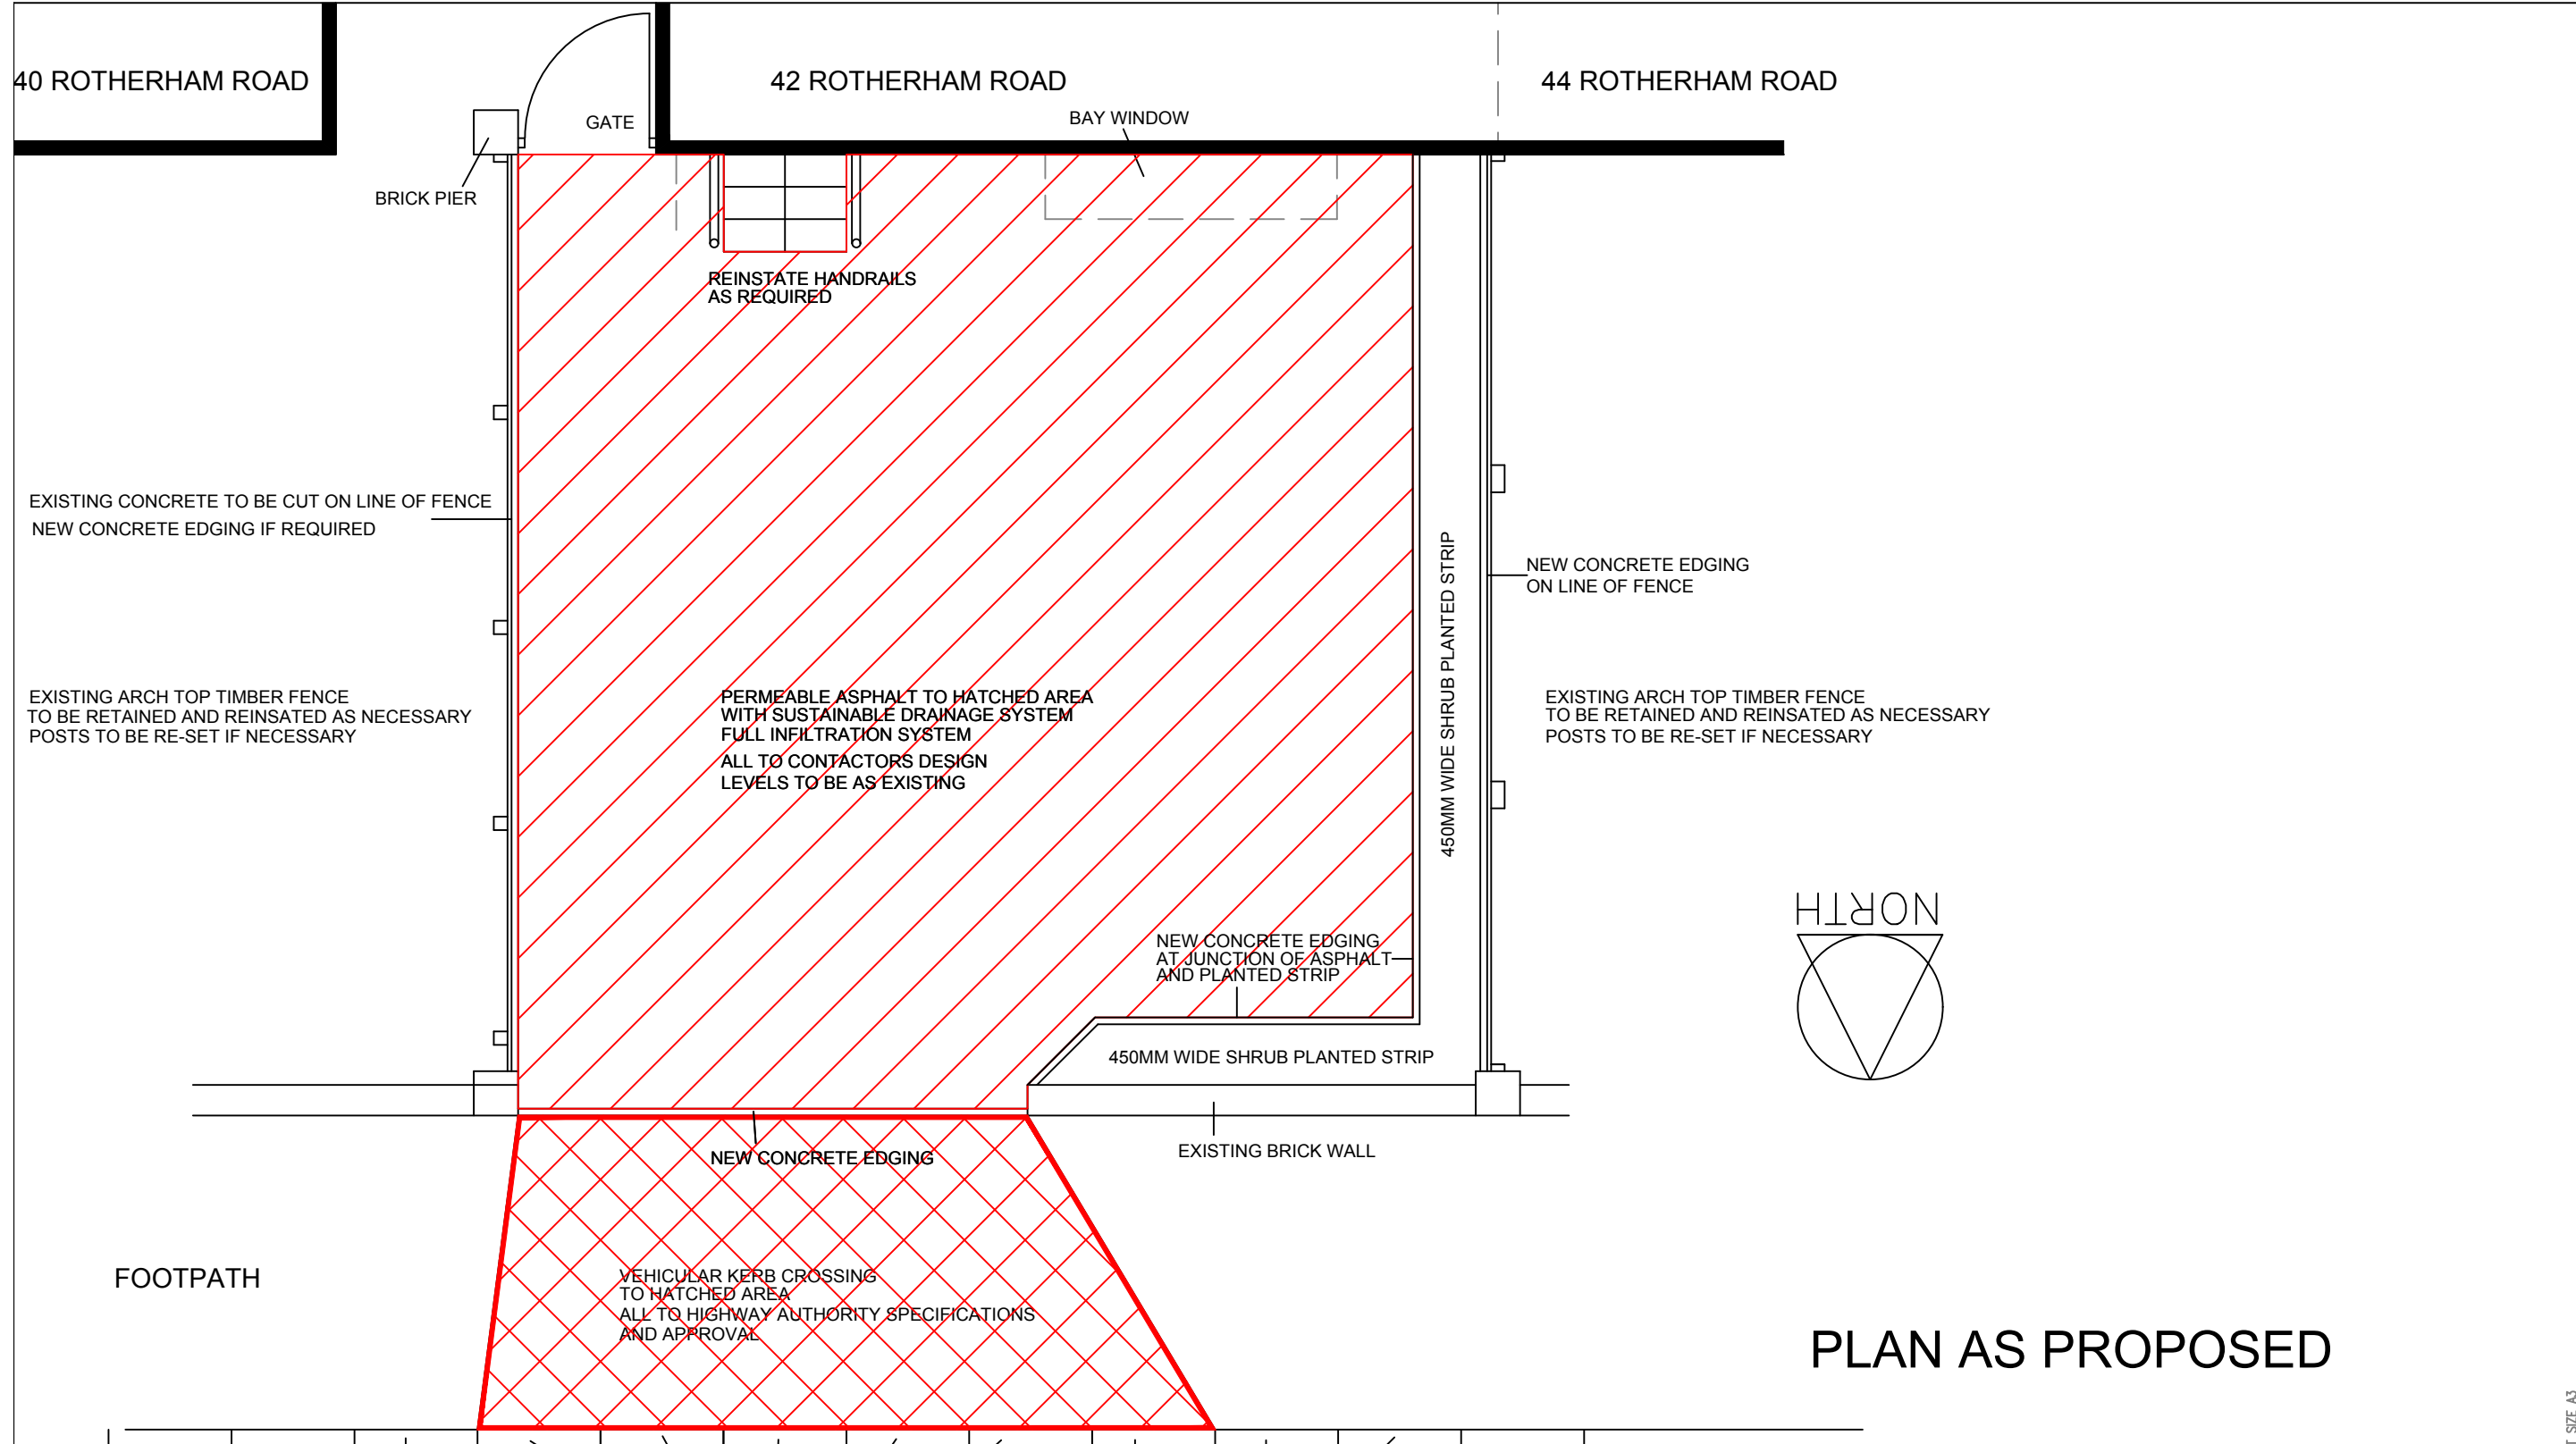 40 ROTHERHAM ROAD
42 ROTHERHAM ROAD
44 ROTHERHAM ROAD
GATE
BAY WINDOW
BRICK PIER
REINSTATE HANDRAILS
AS REQUIRED
EXISTING CONCRETE TO BE CUT ON LINE OF FENCE
NEW CONCRETE EDGING IF REQUIRED
450MM WIDE SHRUB PLANTED STRIP
NEW CONCRETE EDGING
ON LINE OF FENCE
EXISTING ARCH TOP TIMBER FENCE
TO BE RETAINED AND REINSATED AS NECESSARY
POSTS TO BE RE-SET IF NECESSARY
PERMEABLE ASPHALT TO HATCHED AREA
WITH SUSTAINABLE DRAINAGE SYSTEM
FULL INFILTRATION SYSTEM
ALL TO CONTACTORS DESIGN
LEVELS TO BE AS EXISTING
EXISTING ARCH TOP TIMBER FENCE
TO BE RETAINED AND REINSATED AS NECESSARY
POSTS TO BE RE-SET IF NECESSARY
NORTH
NEW CONCRETE EDGING
AT JUNCTION OF ASPHALT
AND PLANTED STRIP
450MM WIDE SHRUB PLANTED STRIP
EXISTING BRICK WALL
NEW CONCRETE EDGING
FOOTPATH
VEHICULAR KERB CROSSING
TO HATCHED AREA
ALL TO HIGHWAY AUTHORITY SPECIFICATIONS
AND APPROVAL
PLAN AS PROPOSED
SIZE A3